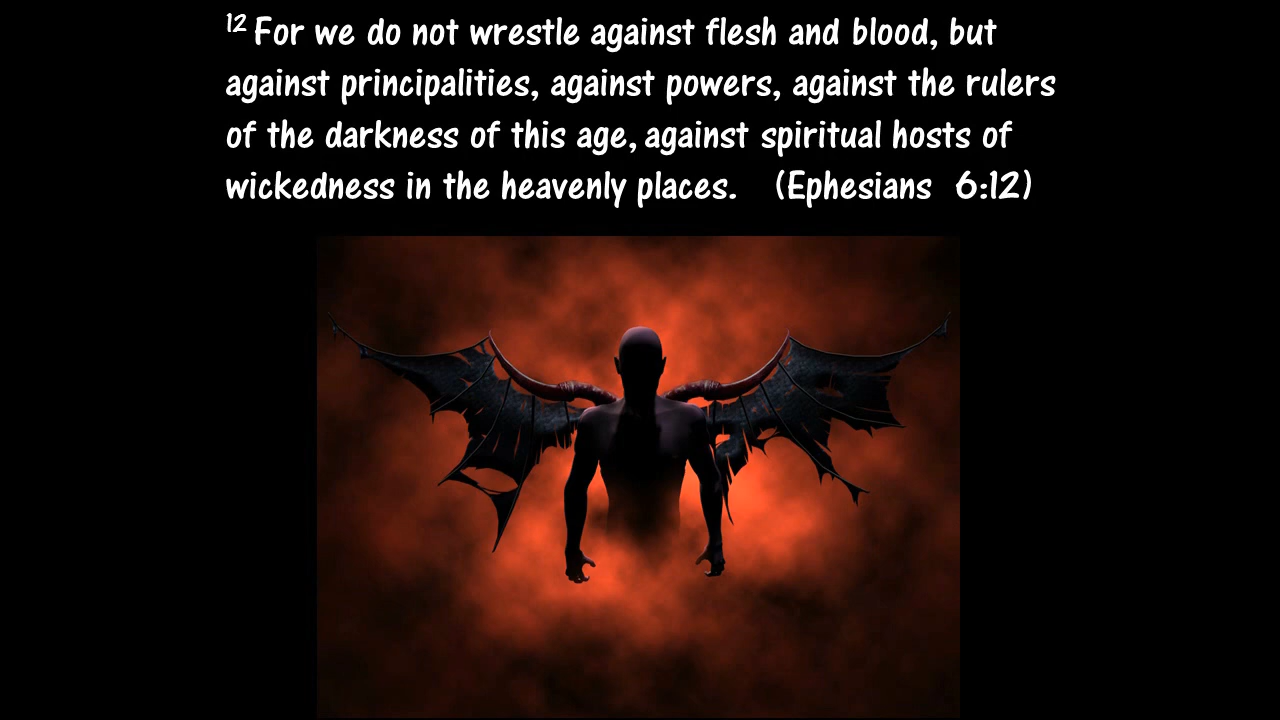 12 For we do not wrestle against flesh and blood, but
against principalities, against powers, against the rulers
of the darkness of this age, against spiritual hosts of
wickedness in the heavenly places. (Ephesians 6:12)